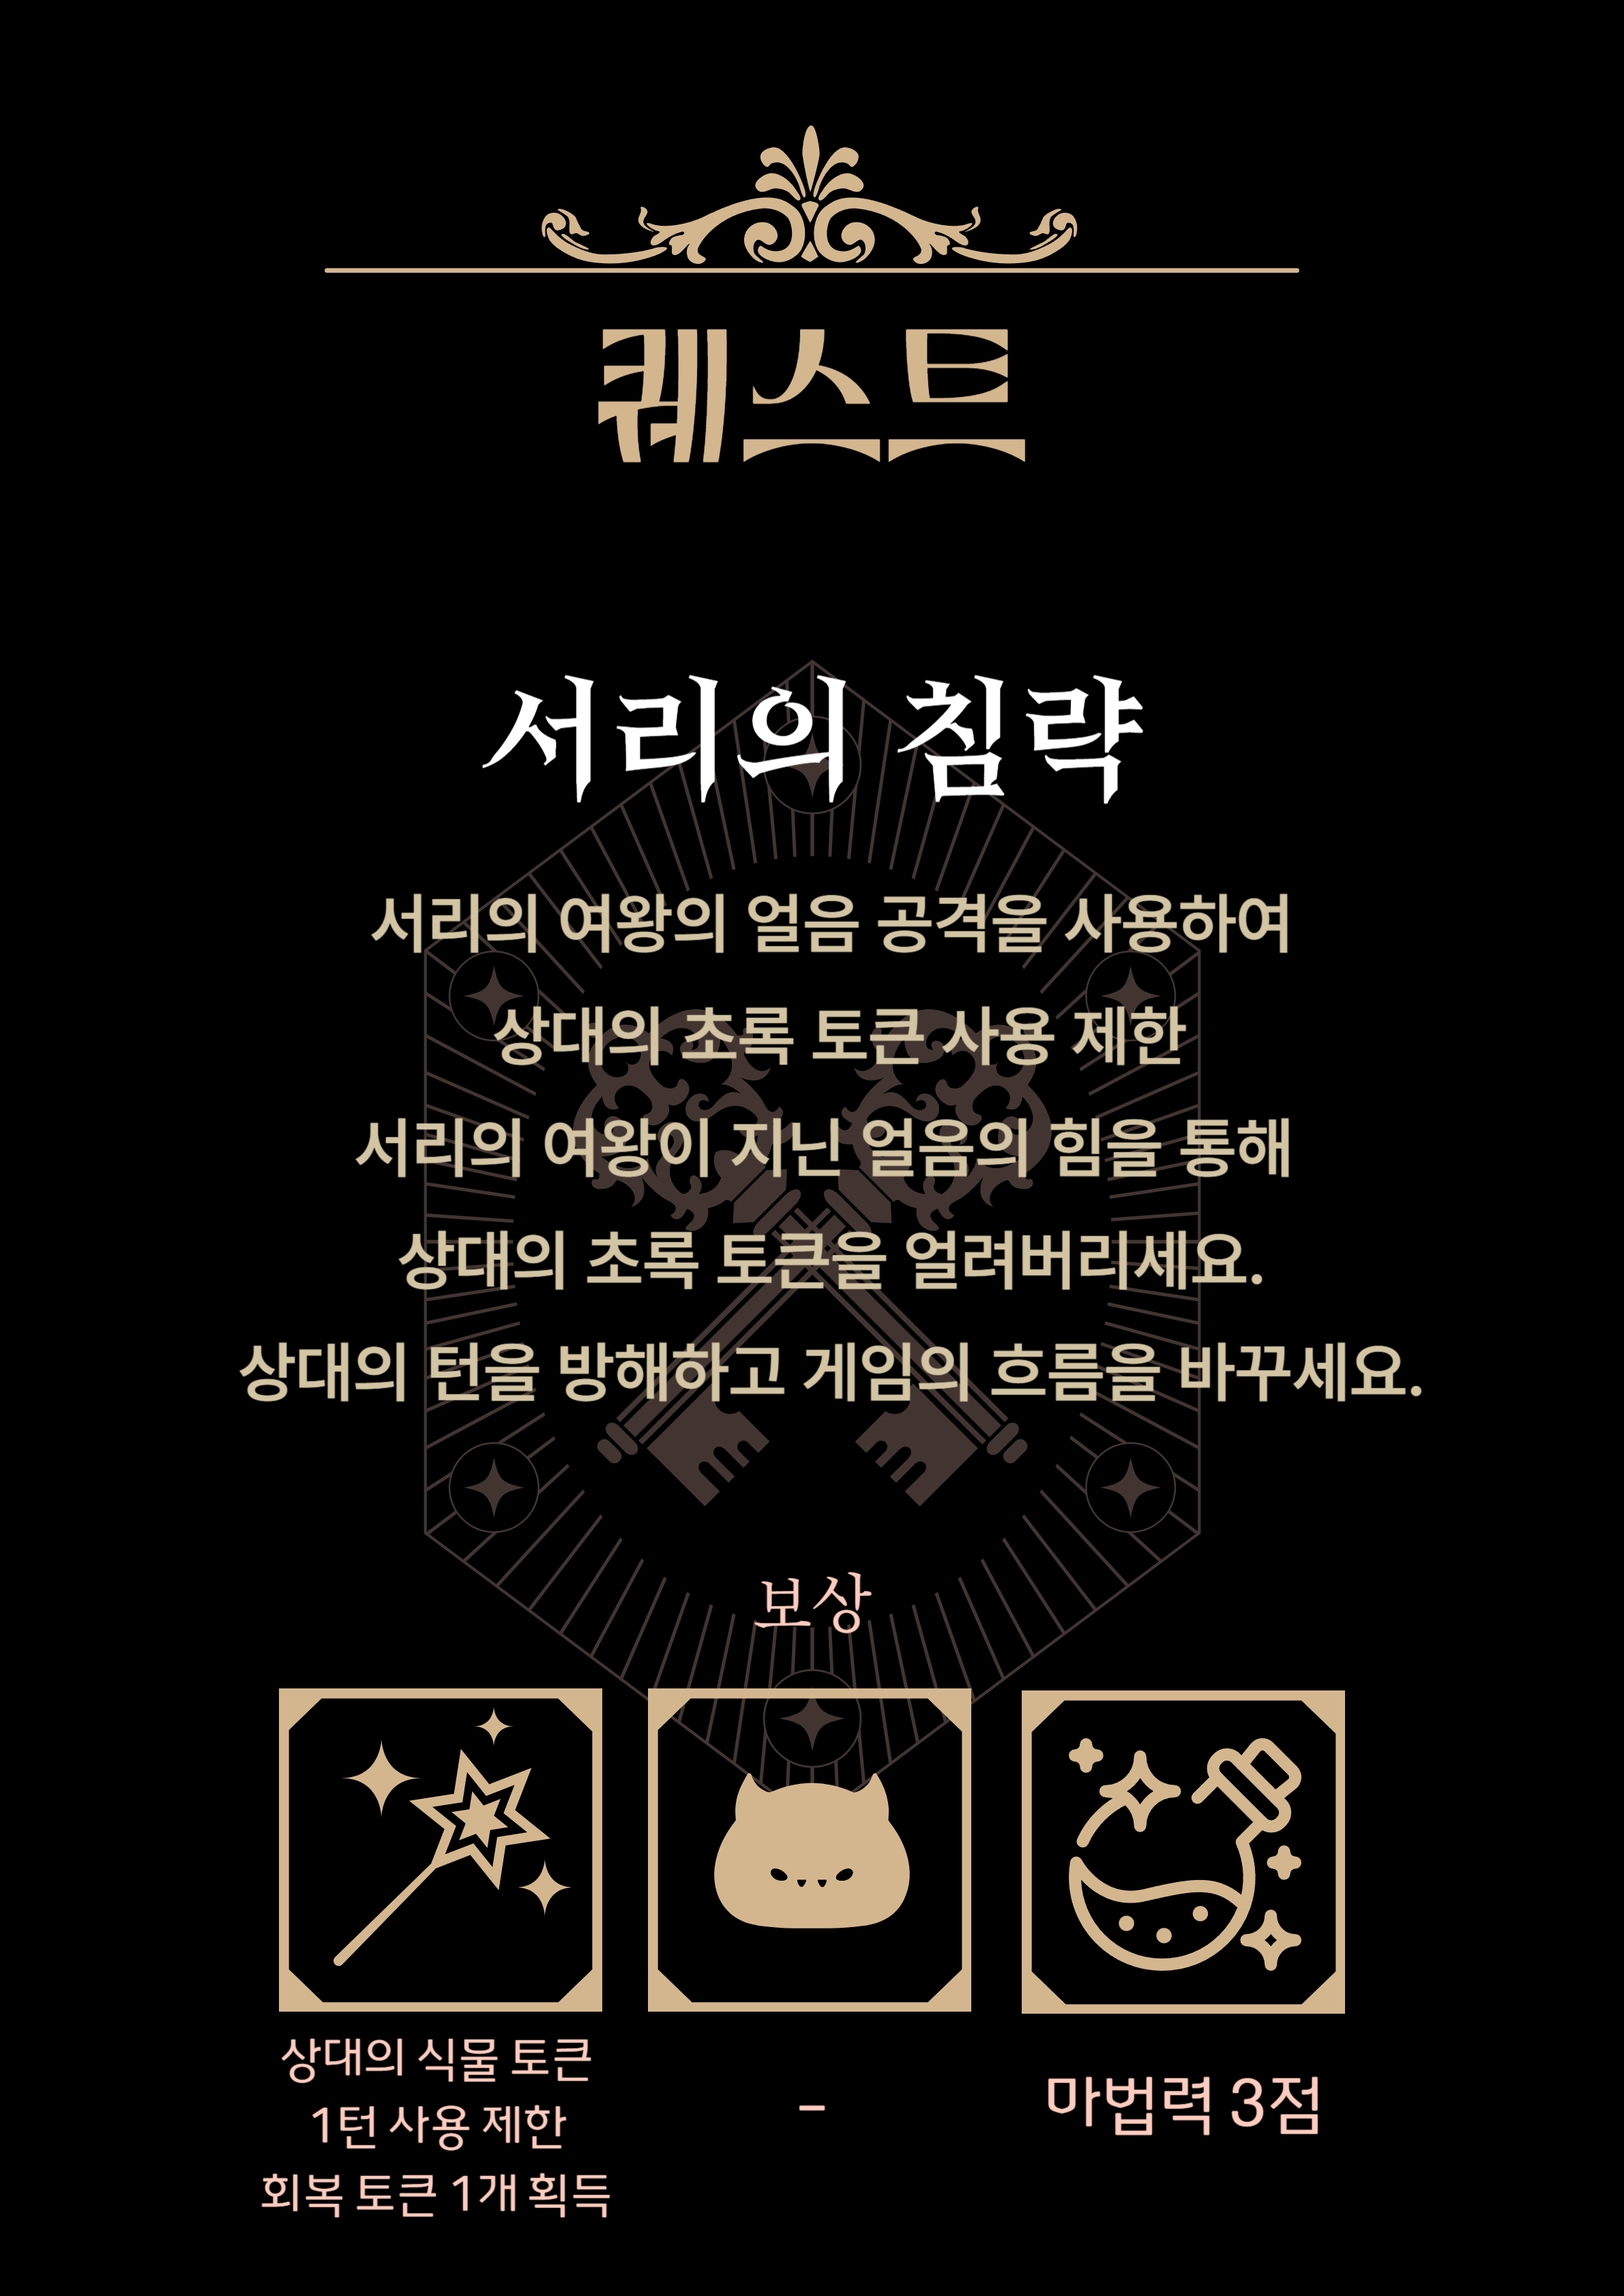 퀘스트
서리의 침략
서리의 여왕의 얼음 공격을 사용하여
상대의 초록 토큰 사용 제한
서리의 여왕이 지닌 얼음의 힘을 통해
상대의 초록 토큰을 얼려버리세요.
상대의 턴을 방해하고 게임의 흐름을 바꾸세요.
보상
상대의 식물 토큰
1턴 사용 제한
회복 토큰 1개 획득
-
마법력 3점